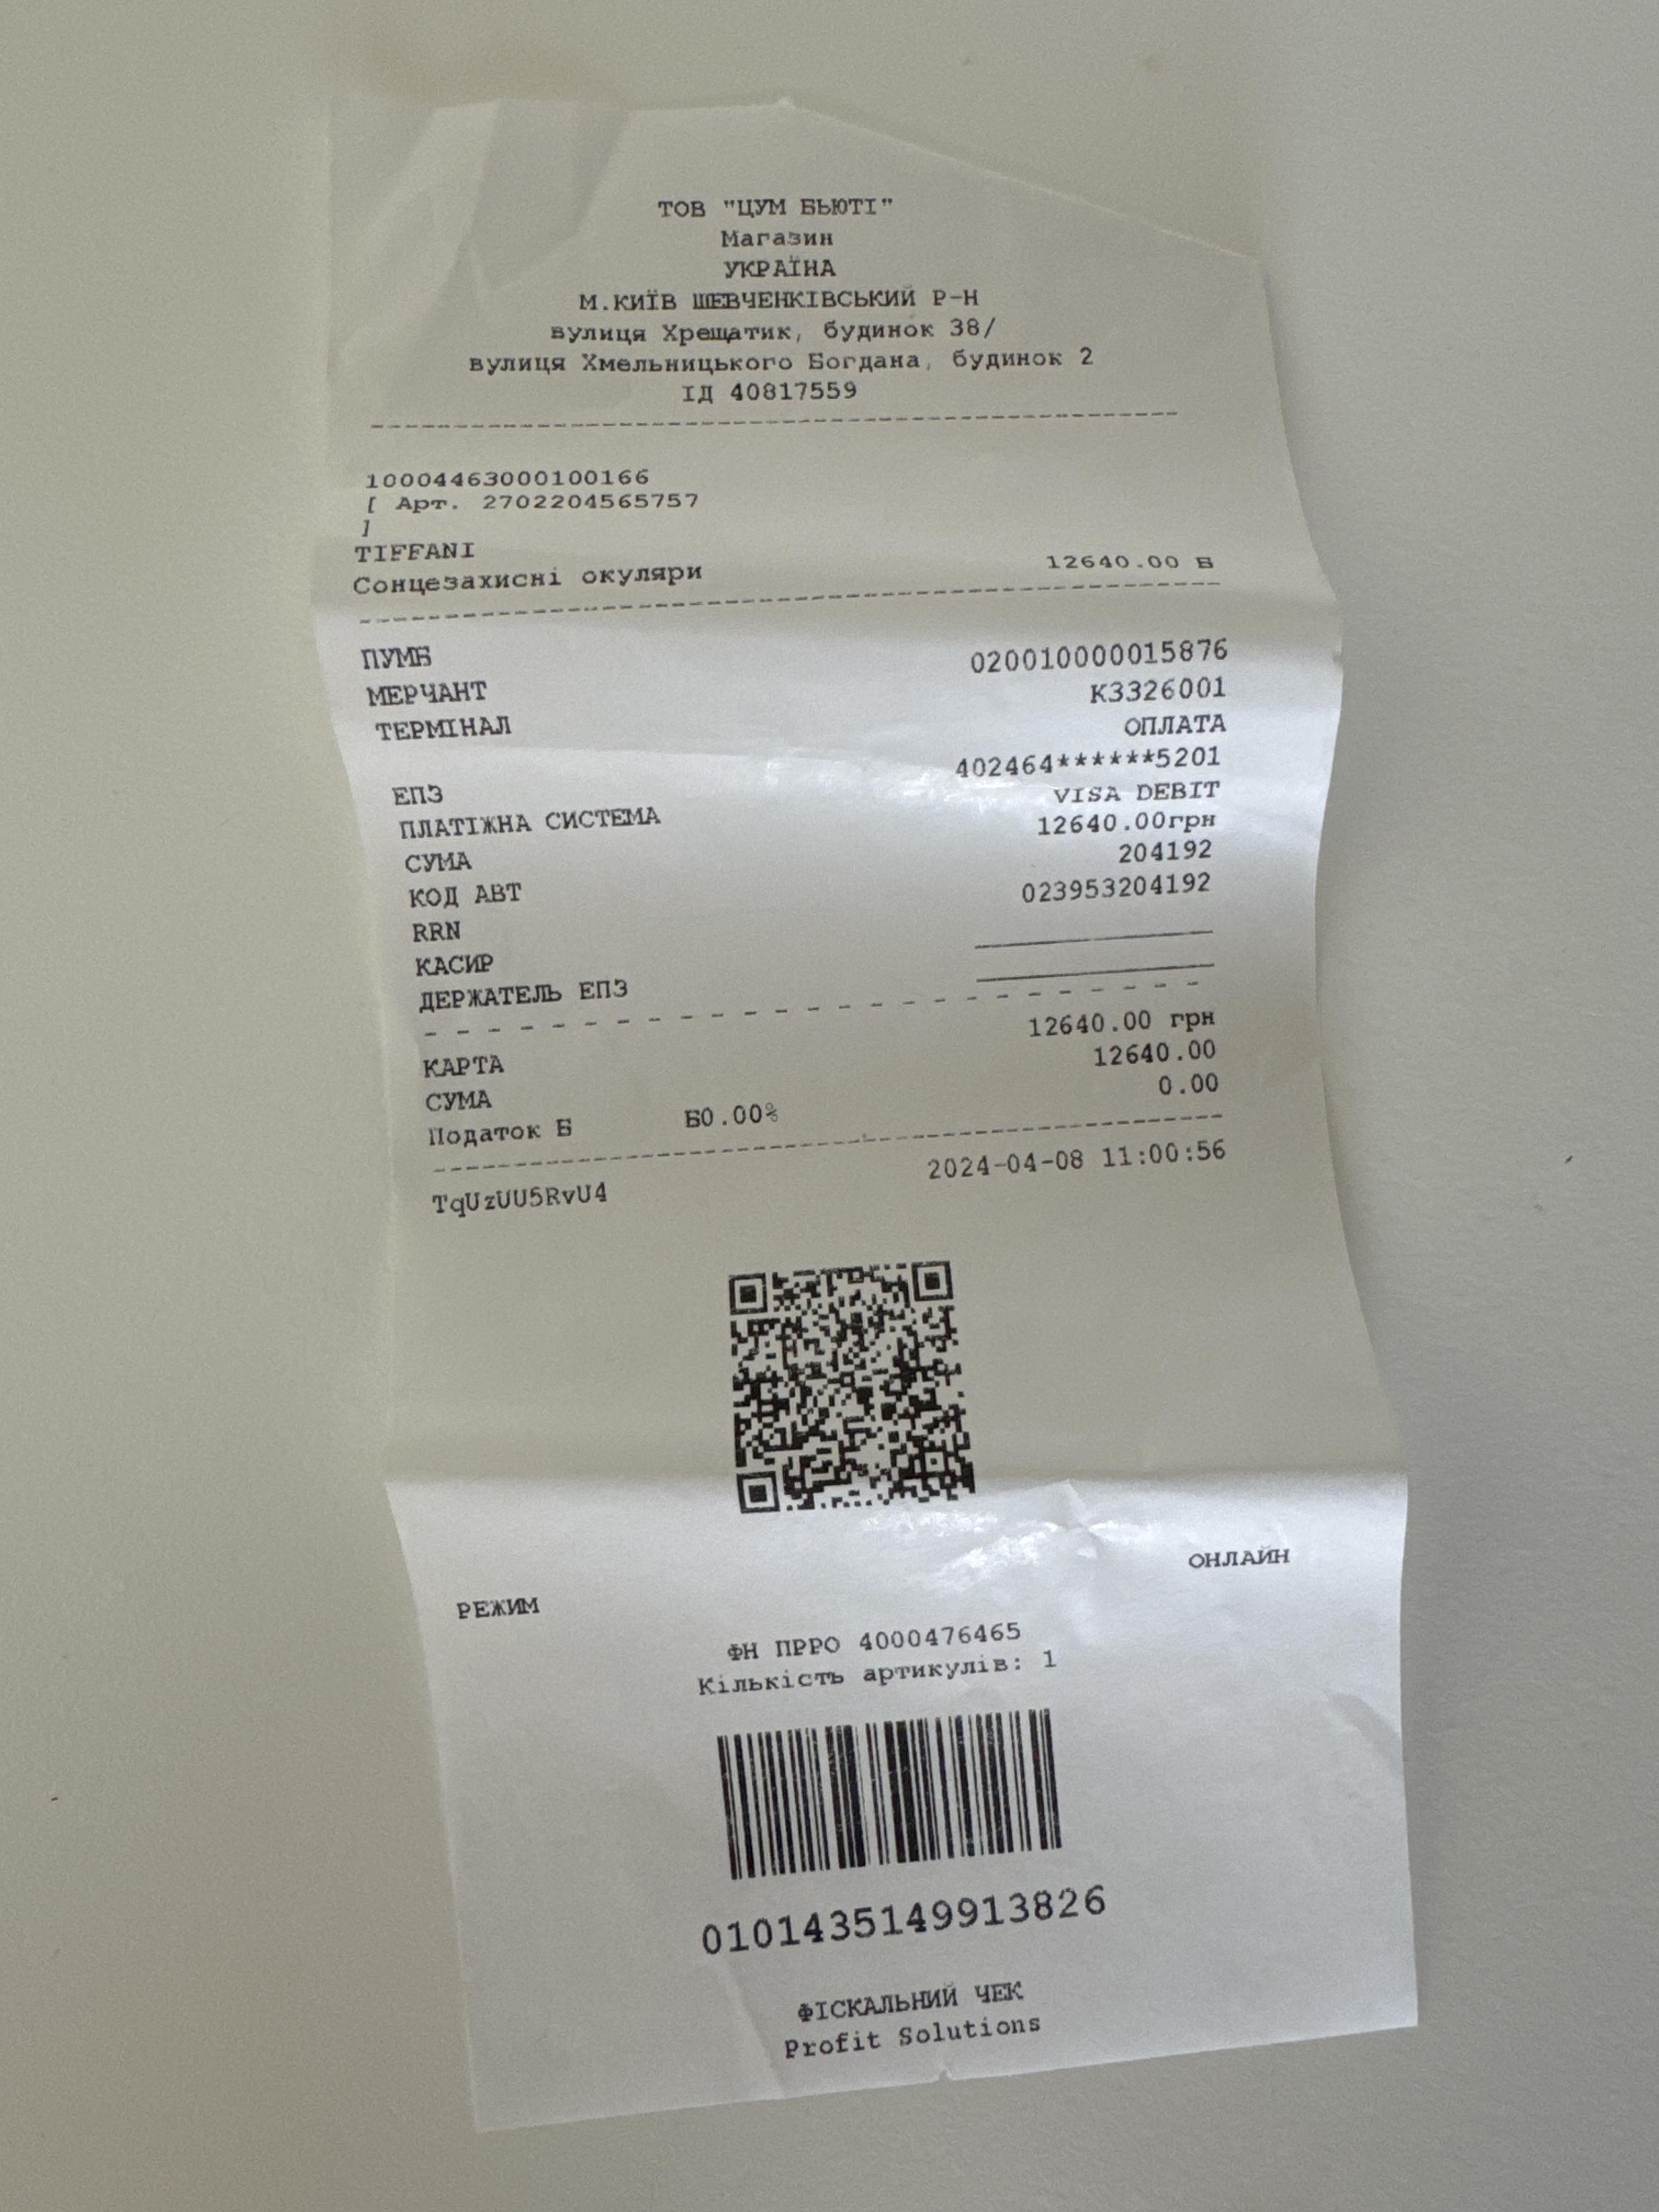 ТОВ "ЦУМ БЬЮТІ"
Магазин
УКРАЇНА
М.КИЇВ ШЕВЧЕНКІВСЬКИЙ Р-Н
вулиця Хрещатик, будинок 38/
вулиця Хмельницького Богдана, будинок 2
ІД 40817559
10004463000100166
[ Арт. 2702204565757
]
TIFFANI
Сонцезахисні окуляри 12640.00 Б
ПУМБ
МЕРЧАНТ 020010000015876
ТЕРМІНАЛ K3326001
ОПЛАТА
ЕПЗ 402464******5201
ПЛАТІЖНА СИСТЕМА VISA DEBIT
СУМА 12640.00грн
КОД АВТ 204192
RRN 023953204192
КАСИР
ДЕРЖАТЕЛЬ ЕПЗ
КАРТА 12640.00 грн
СУМА 12640.00
Податок Б Б0.00% 0.00
TqUzUU5RvU4 2024-04-08 11:00:56
РЕЖИМ ОНЛАЙН
ФН ПРРО 4000476465
Кількість артикулів: 1
0101435149913826
ФІСКАЛЬНИЙ ЧЕК
Profit Solutions